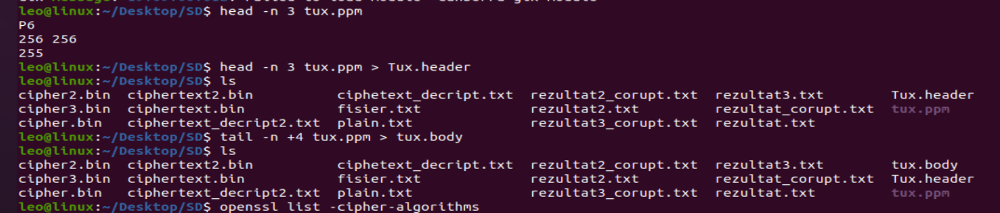 leo@linux:~/Desktop/SD$ head -n 3 tux.ppm
P6
256 256
255
leo@linux:~/Desktop/SD$ head -n 3 tux.ppm > Tux.header
leo@linux:~/Desktop/SD$ ls
cipher2.bin ciphertext2.bin ciphetext_decript.txt rezultat2_corupt.txt rezultat3.txt Tux.header
cipher3.bin ciphertext.bin fisier.txt rezultat2.txt rezultat_corupt.txt tux.ppm
cipher.bin ciphertext_decript2.txt plain.txt rezultat3_corupt.txt rezultat.txt
leo@linux:~/Desktop/SD$ tail -n +4 tux.ppm > tux.body
leo@linux:~/Desktop/SD$ ls
cipher2.bin ciphertext2.bin ciphetext_decript.txt rezultat2_corupt.txt rezultat3.txt tux.body
cipher3.bin ciphertext.bin fisier.txt rezultat2.txt rezultat_corupt.txt Tux.header
cipher.bin ciphertext_decript2.txt plain.txt rezultat3_corupt.txt rezultat.txt tux.ppm
leo@linux:~/Desktop/SD$ openssl list -cipher-algorithms